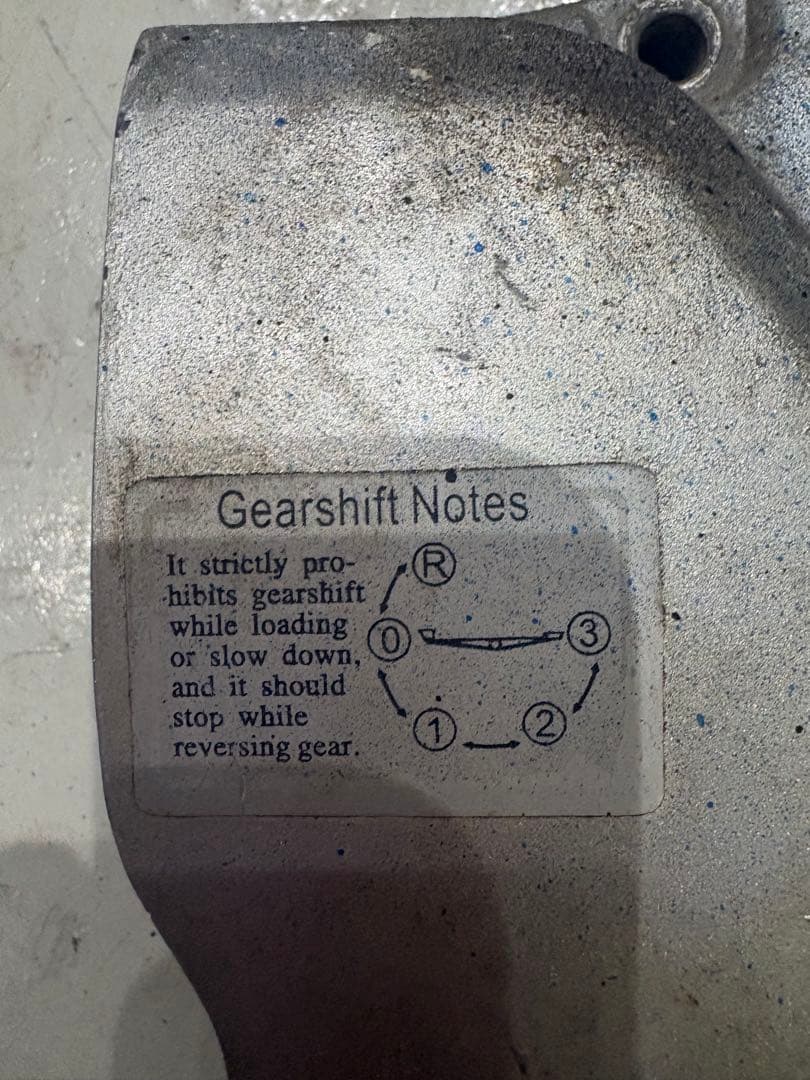 Gearshift Notes
It strictly pro-
hibits gearshift
while loading
or slow down,
and it should
stop while
reversing gear.
R
0
3
1
2